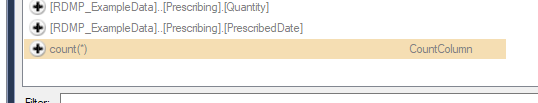 [RDMP_ExampleData]..[Prescribing].[Quantity]
[RDMP_ExampleData]..[Prescribing].[PrescribedDate]
count(*) CountColumn
Filter: